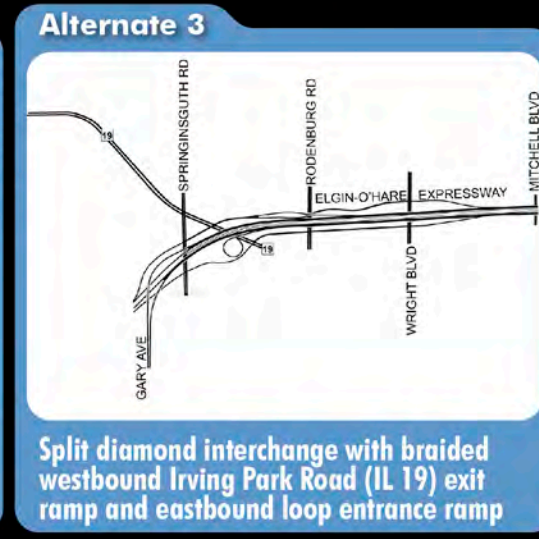 Alternate 3
SPRINGINSGUTH RD
RODENBURG RD
MITCHELL BLVD
19
ELGIN-O'HARE EXPRESSWAY
19
WRIGHT BLVD
GARY AVE
Split diamond interchange with braided
westbound Irving Park Road (IL 19) exit
ramp and eastbound loop entrance ramp